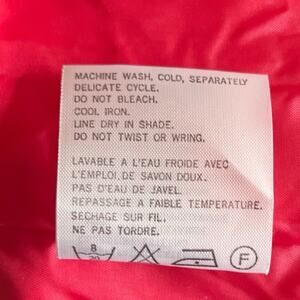 MACHINE WASH, COLD, SEPARATELY
DELICATE CYCLE.
DO NOT BLEACH.
COOL IRON.
LINE DRY IN SHADE.
DO NOT TWIST OR WRING.
LAVABLE A L'EAU FROIDE AVEC
L'EMPLOI DE SAVON DOUX.
PAS D'EAU DE JAVEL.
REPASSAGE A FAIBLE TEMPERATURE.
SECHAGE SUR FIL.
NE PAS TORDRE.
8
30
F